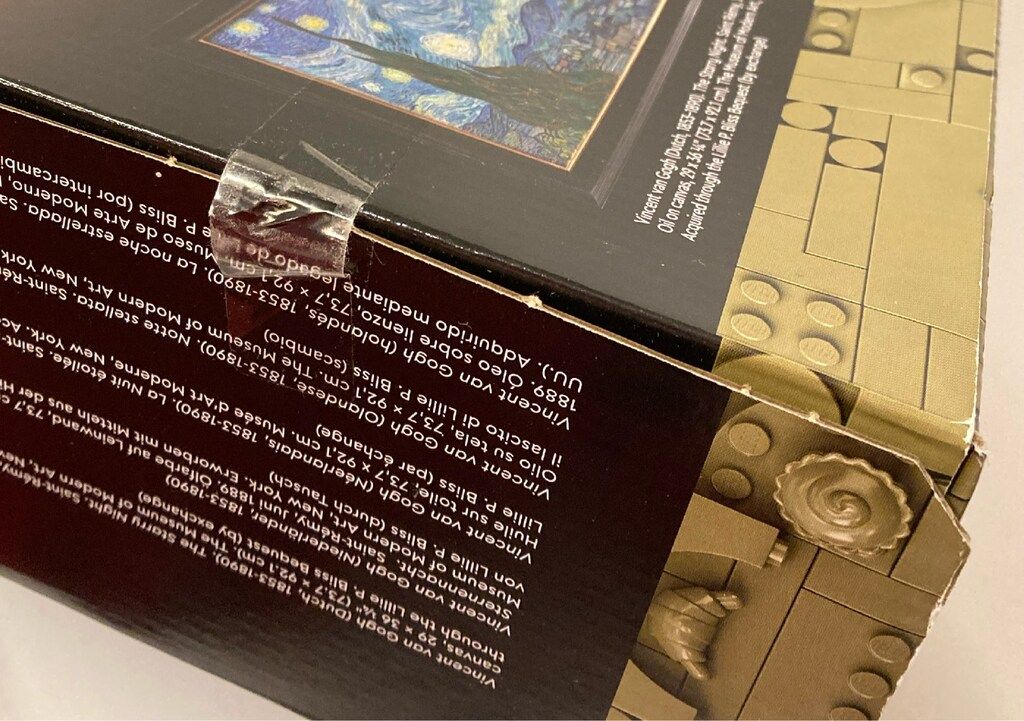 Vincent van Gogh (Dutch, 1853-1890). The Starry Night. Saint Rémy,
Oil on canvas, 29 x 36 ¼" (73.7 x 92.1 cm). The Museum of Modern Art,
Acquired through the Lillie P. Bliss Bequest (by exchange)
Vincent van Gogh (Dutch, 1853-1890). The Starry Night. Saint-Rémy,
canvas, 29 × 36 ¼" (73.7 × 92.1 cm). The Museum of Modern Art, New
through the Lillie P. Bliss Bequest (by exchange)
Vincent van Gogh (Niederländer, 1853-1890)
Sternennacht. Saint-Rémy, Juni 1889. Ölfarbe auf Leinwand, 73,7 c
Museum of Modern Art, New York. Erworben mit Mitteln aus der Hi
von Lillie P. Bliss (durch Tausch)
Vincent van Gogh (Néerlandais, 1853-1890). La Nuit étoilée. Saint-
Huile sur toile, 73,7 × 92,1 cm. Musée d'Art Moderne, New York. Ac
Lillie P. Bliss (par échange)
Vincent van Gogh (Olandese, 1853-1890). Notte stellata. Saint-Rém
Olio su tela, 73,7 × 92,1 cm. The Museum of Modern Art, New York
il lascito di Lillie P. Bliss (scambio)
Vincent van Gogh (holandés, 1853-1890). La noche estrellada. Sa
1889. Óleo sobre lienzo, 73,7 × 92,1 cm. Museo de Arte Moderno,
UU.). Adquirido mediante legado de P. Bliss (por intercambi